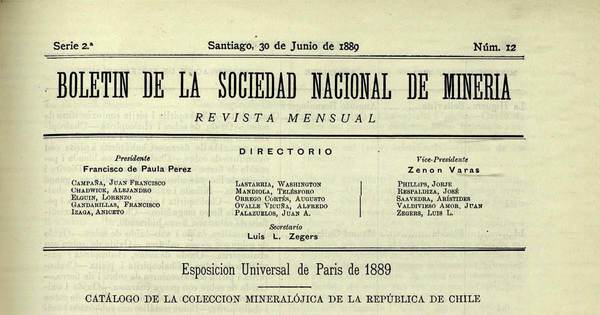 Serie 2.ª Santiago, 30 de Junio de 1889 Núm. 12
BOLETIN DE LA SOCIEDAD NACIONAL DE MINERIA
REVISTA MENSUAL
DIRECTORIO
Presidente
Francisco de Paula Perez
Vice-Presidente
Zenon Varas
CAMPAÑA, JUAN FRANCISCO
CHADWICK, ALEJANDRO
ELGUIN, LORENZO
GANDARILLAS, FRANCISCO
IZAGA, ANICETO
LASTARRIA, WASHINGTON
MANDIOLA, TELÉSFORO
ORREGO CORTÉS, AUGUSTO
OVALLE VICUÑA, ALFREDO
PALAZUELOS, JUAN A.
PHILLIPS, JORJE
RESPALDIZA, JOSÉ
SAAVEDRA, ARÍSTIDES
VALDIVIESO AMOR, JUAN
ZEGERS, LUIS L.
Secretario
Luis L. Zegers
Esposicion Universal de Paris de 1889
CATÁLOGO DE LA COLECCION MINERALÓJICA DE LA REPÚBLICA DE CHILE